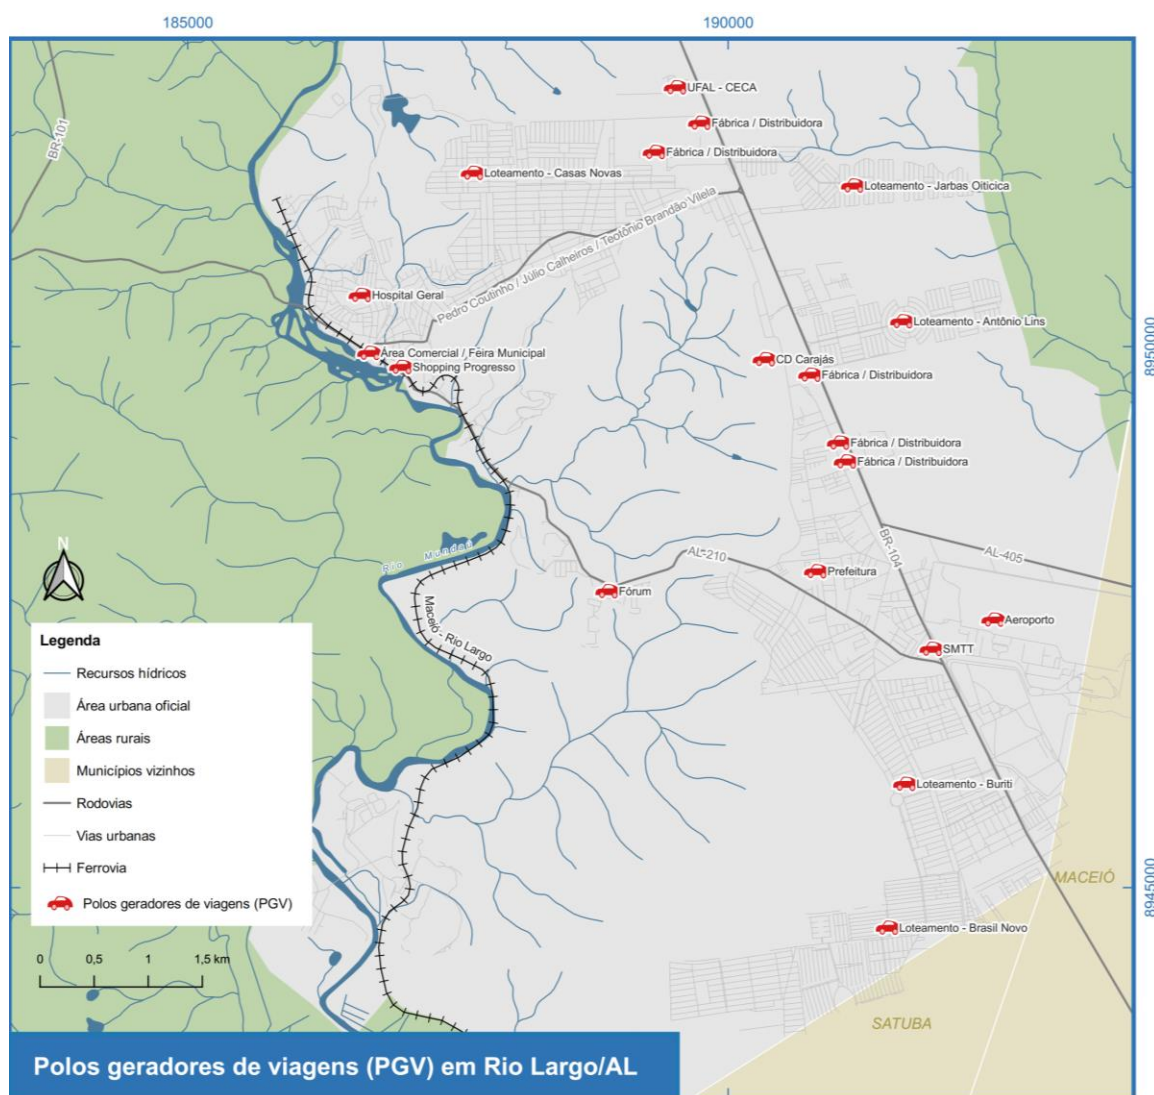 185000
190000
UFAL - CECA
BR-101
Fábrica / Distribuidora
Fábrica / Distribuidora
Loteamento - Casas Novas
Loteamento - Jarbas Oiticica
Pedro Coutinho / Júlio Calheiros / Teotônio Brandão Vilela
Hospital Geral
Loteamento - Antônio Lins
8950000
Área Comercial / Feira Municipal
CD Carajás
Shopping Progresso
Fábrica / Distribuidora
Fábrica / Distribuidora
Fábrica / Distribuidora
BR-104
Rio Mundaú
AL-210
AL-405
N
Prefeitura
Fórum
Maceió - Rio Largo
Aeroporto
SMTT
Legenda
Recursos hídricos
Área urbana oficial
Áreas rurais
Municípios vizinhos
Rodovias
Vias urbanas
Ferrovia
Polos geradores de viagens (PGV)
Loteamento - Buriti
MACEIÓ
8945000
Loteamento - Brasil Novo
0 0,5 1 1,5 km
SATUBA
Polos geradores de viagens (PGV) em Rio Largo/AL